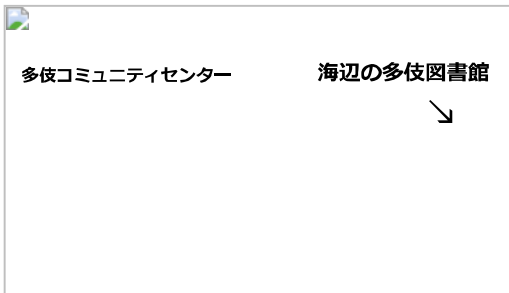 多伎コミュニティセンター
海辺の多伎図書館
↘